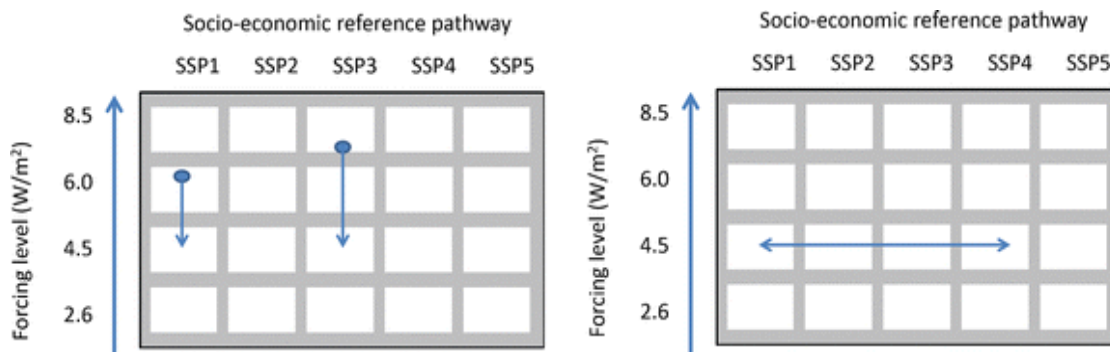 Socio-economic reference pathway
SSP1 SSP2 SSP3 SSP4 SSP5
Forcing level (W/m²)
8.5
6.0
4.5
2.6
Socio-economic reference pathway
SSP1 SSP2 SSP3 SSP4 SSP5
Forcing level (W/m²)
8.5
6.0
4.5
2.6